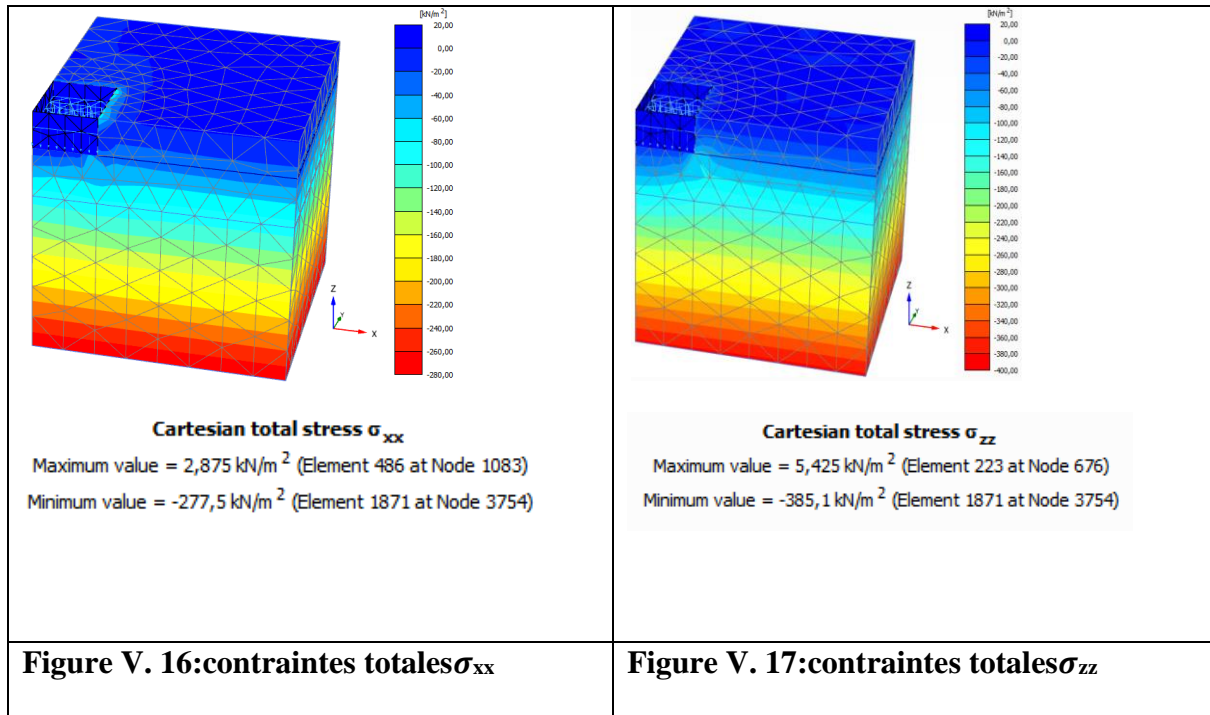 [kN/m²]
20,00
0,00
-20,00
-40,00
-60,00
-80,00
-100,00
-120,00
-140,00
-160,00
-180,00
-200,00
-220,00
-240,00
-260,00
-280,00
Z
Y
X
Cartesian total stress σxx
Maximum value = 2,875 kN/m² (Element 486 at Node 1083)
Minimum value = -277,5 kN/m² (Element 1871 at Node 3754)
Figure V. 16:contraintes totalesσxx
[kN/m²]
20,00
0,00
-20,00
-40,00
-60,00
-80,00
-100,00
-120,00
-140,00
-160,00
-180,00
-200,00
-220,00
-240,00
-260,00
-280,00
-300,00
-320,00
-340,00
-360,00
-380,00
-400,00
Z
Y
X
Cartesian total stress σzz
Maximum value = 5,425 kN/m² (Element 223 at Node 676)
Minimum value = -385,1 kN/m² (Element 1871 at Node 3754)
Figure V. 17:contraintes totalesσzz